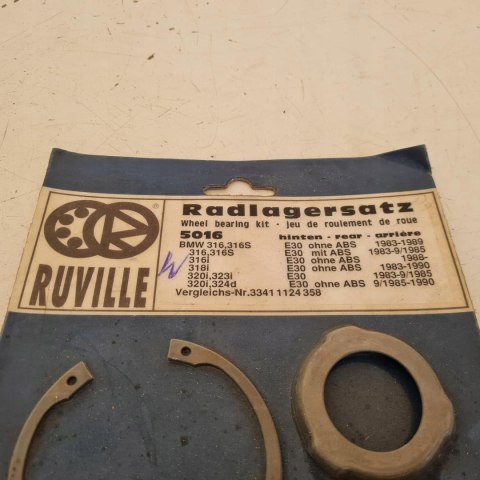 Radlagersatz
Wheel bearing kit - jeu de roulement de roue
5016 hinten - rear - arrière
BMW 316,316S E30 ohne ABS 1983-1989
316,316S E30 mit ABS 1983-9/1985
316i E30 ohne ABS 1988-
318i E30 ohne ABS 1983-1990
320i,323i E30 1983-9/1985
320i,324d E30 ohne ABS 9/1985-1990
Vergleichs-Nr.3341 1124 358
R
®
RUVILLE